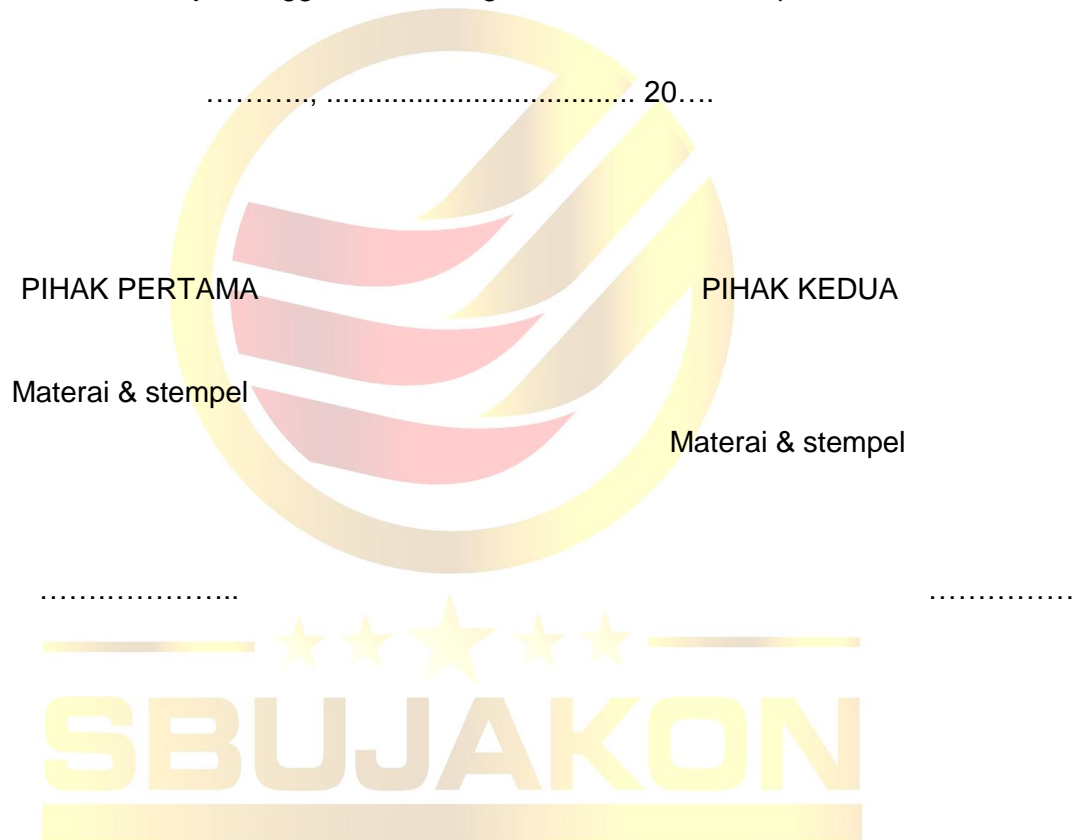 …………., ...................................... 20….
PIHAK PERTAMA PIHAK KEDUA
Materai & stempel
Materai & stempel
………………….. ……………
SBUJAKON